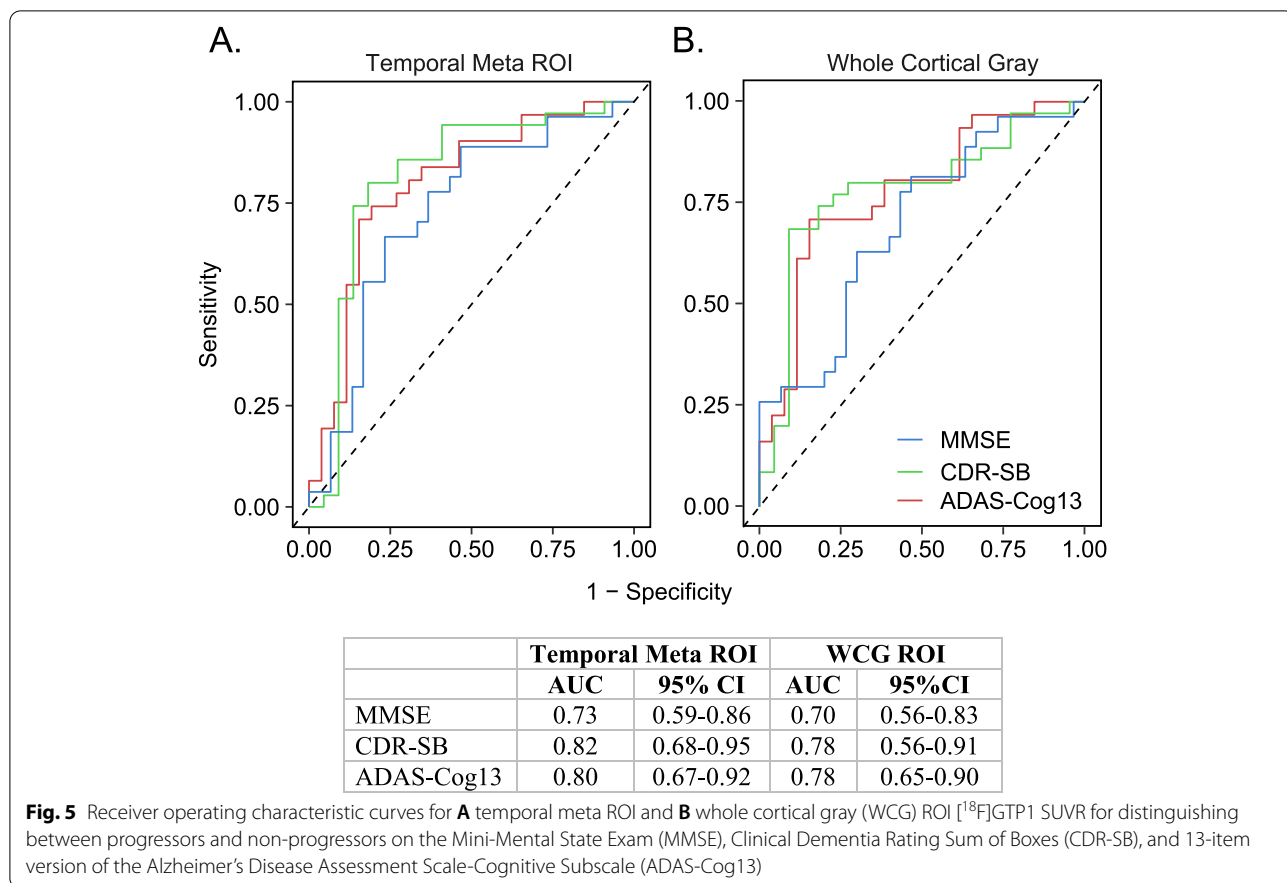 A.
Temporal Meta ROI
B.
Whole Cortical Gray
Sensitivity
1.00
0.75
0.50
0.25
0.00
0.00 0.25 0.50 0.75 1.00
1.00
0.75
0.50
0.25
0.00
0.00 0.25 0.50 0.75 1.00
MMSE
CDR-SB
ADAS-Cog13
1 − Specificity
Temporal Meta ROI WCG ROI
AUC 95% CI AUC 95%CI
MMSE 0.73 0.59-0.86 0.70 0.56-0.83
CDR-SB 0.82 0.68-0.95 0.78 0.56-0.91
ADAS-Cog13 0.80 0.67-0.92 0.78 0.65-0.90
Fig. 5 Receiver operating characteristic curves for A temporal meta ROI and B whole cortical gray (WCG) ROI [¹⁸F]GTP1 SUVR for distinguishing
between progressors and non-progressors on the Mini-Mental State Exam (MMSE), Clinical Dementia Rating Sum of Boxes (CDR-SB), and 13-item
version of the Alzheimer's Disease Assessment Scale-Cognitive Subscale (ADAS-Cog13)